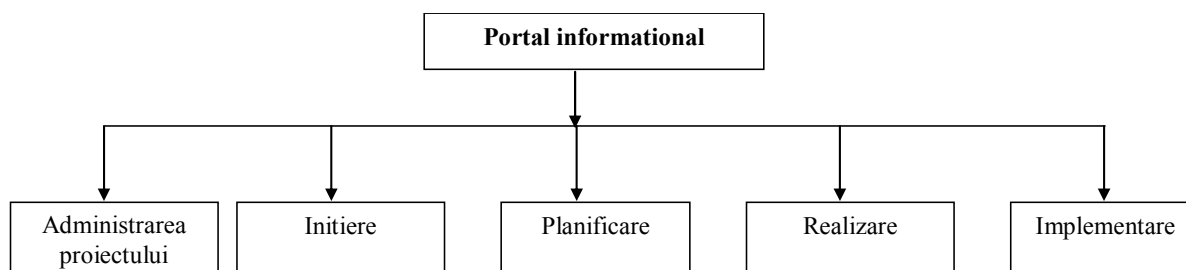 Portal informational
Administrarea
proiectului
Initiere
Planificare
Realizare
Implementare